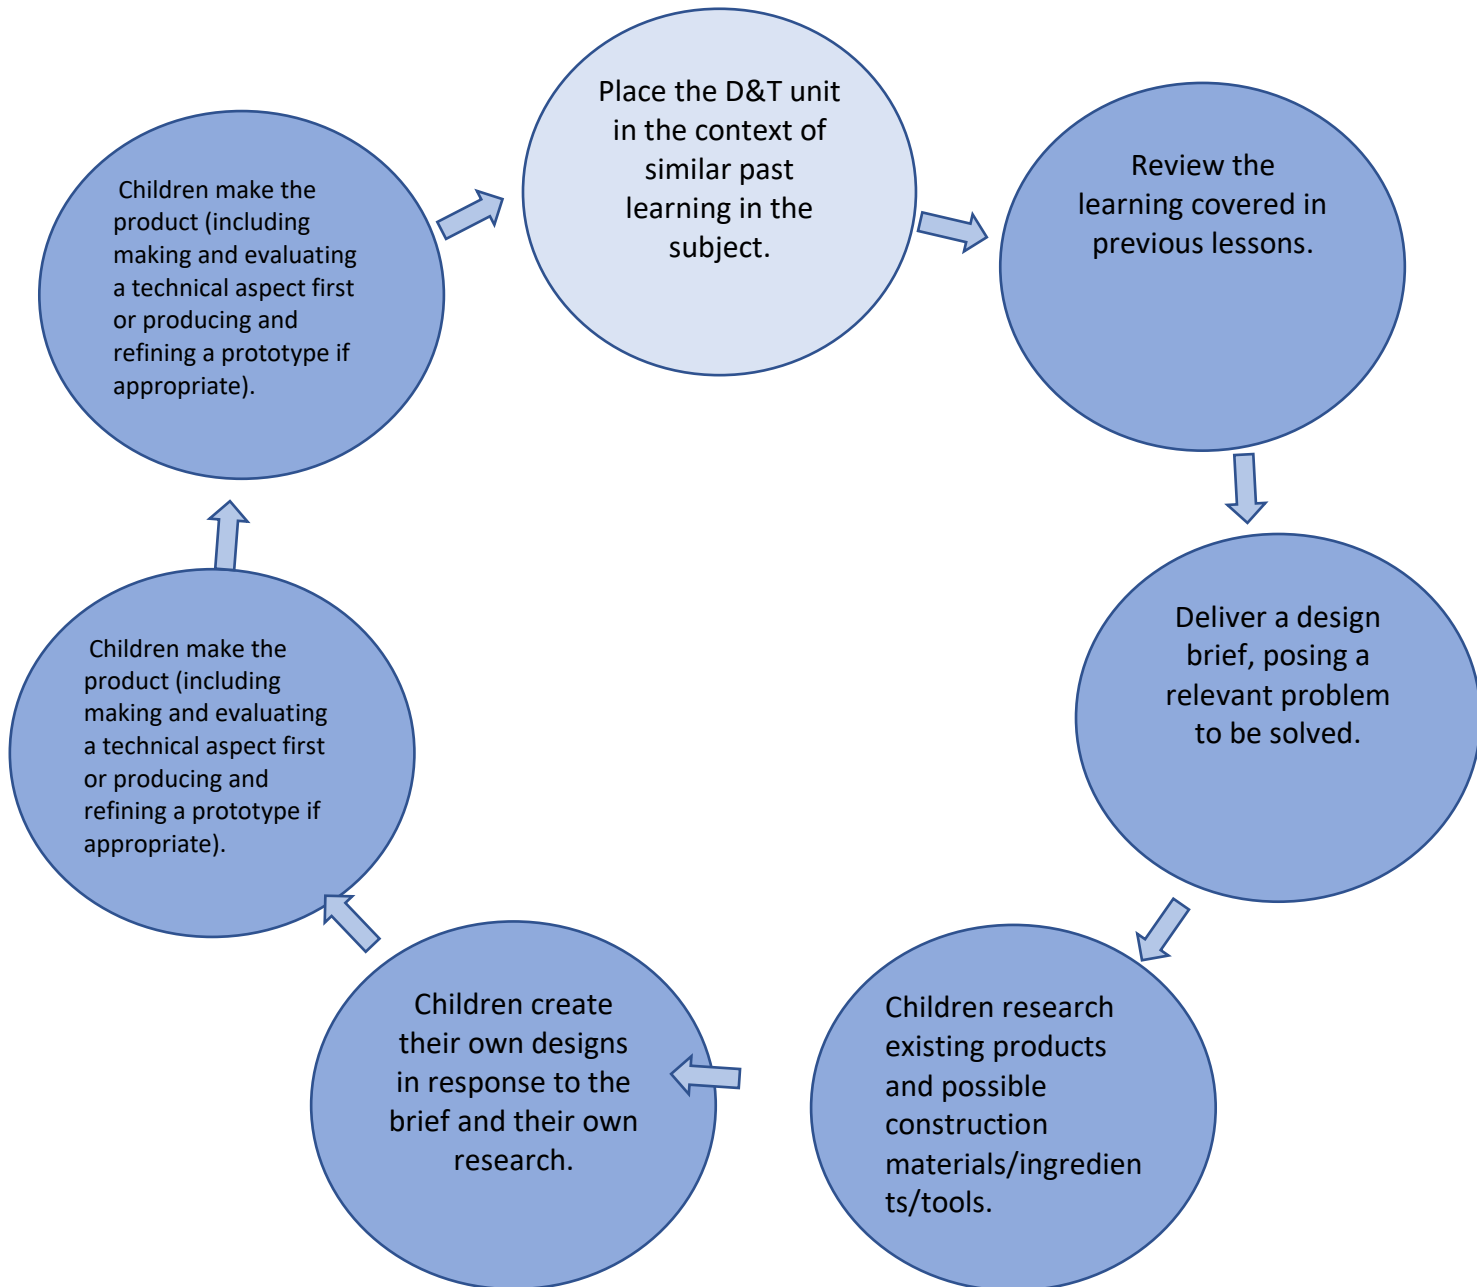 Place the D&T unit
in the context of
similar past
learning in the
subject.
Review the
learning covered in
previous lessons.
Deliver a design
brief, posing a
relevant problem
to be solved.
Children research
existing products
and possible
construction
materials/ingredien
ts/tools.
Children create
their own designs
in response to the
brief and their own
research.
Children make the
product (including
making and evaluating
a technical aspect first
or producing and
refining a prototype if
appropriate).
Children make the
product (including
making and evaluating
a technical aspect first
or producing and
refining a prototype if
appropriate).